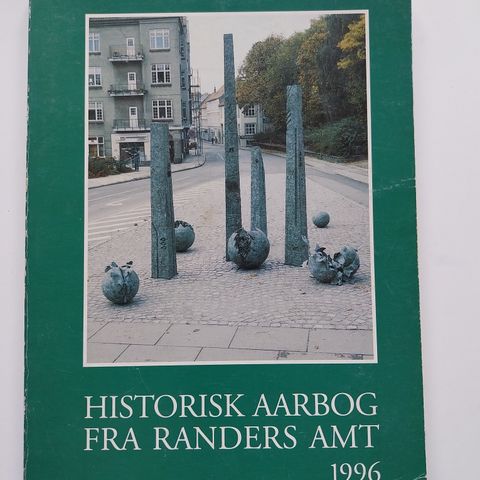 HISTORISK AARBOG
FRA RANDERS AMT
1996